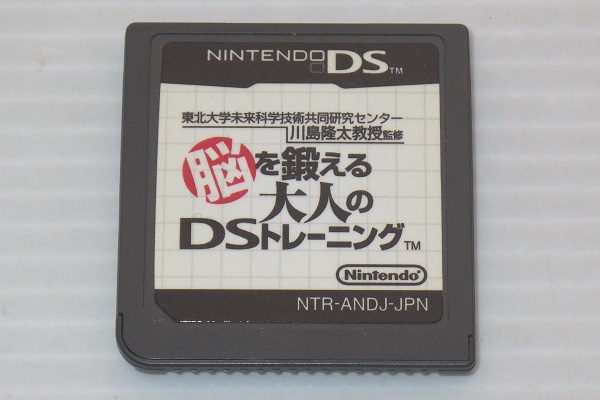 NINTENDO DS™
東北大学未来科学技術共同研究センター
川島隆太教授監修
脳を鍛える
大人の
DSトレーニング™
Nintendo®
NTR-ANDJ-JPN